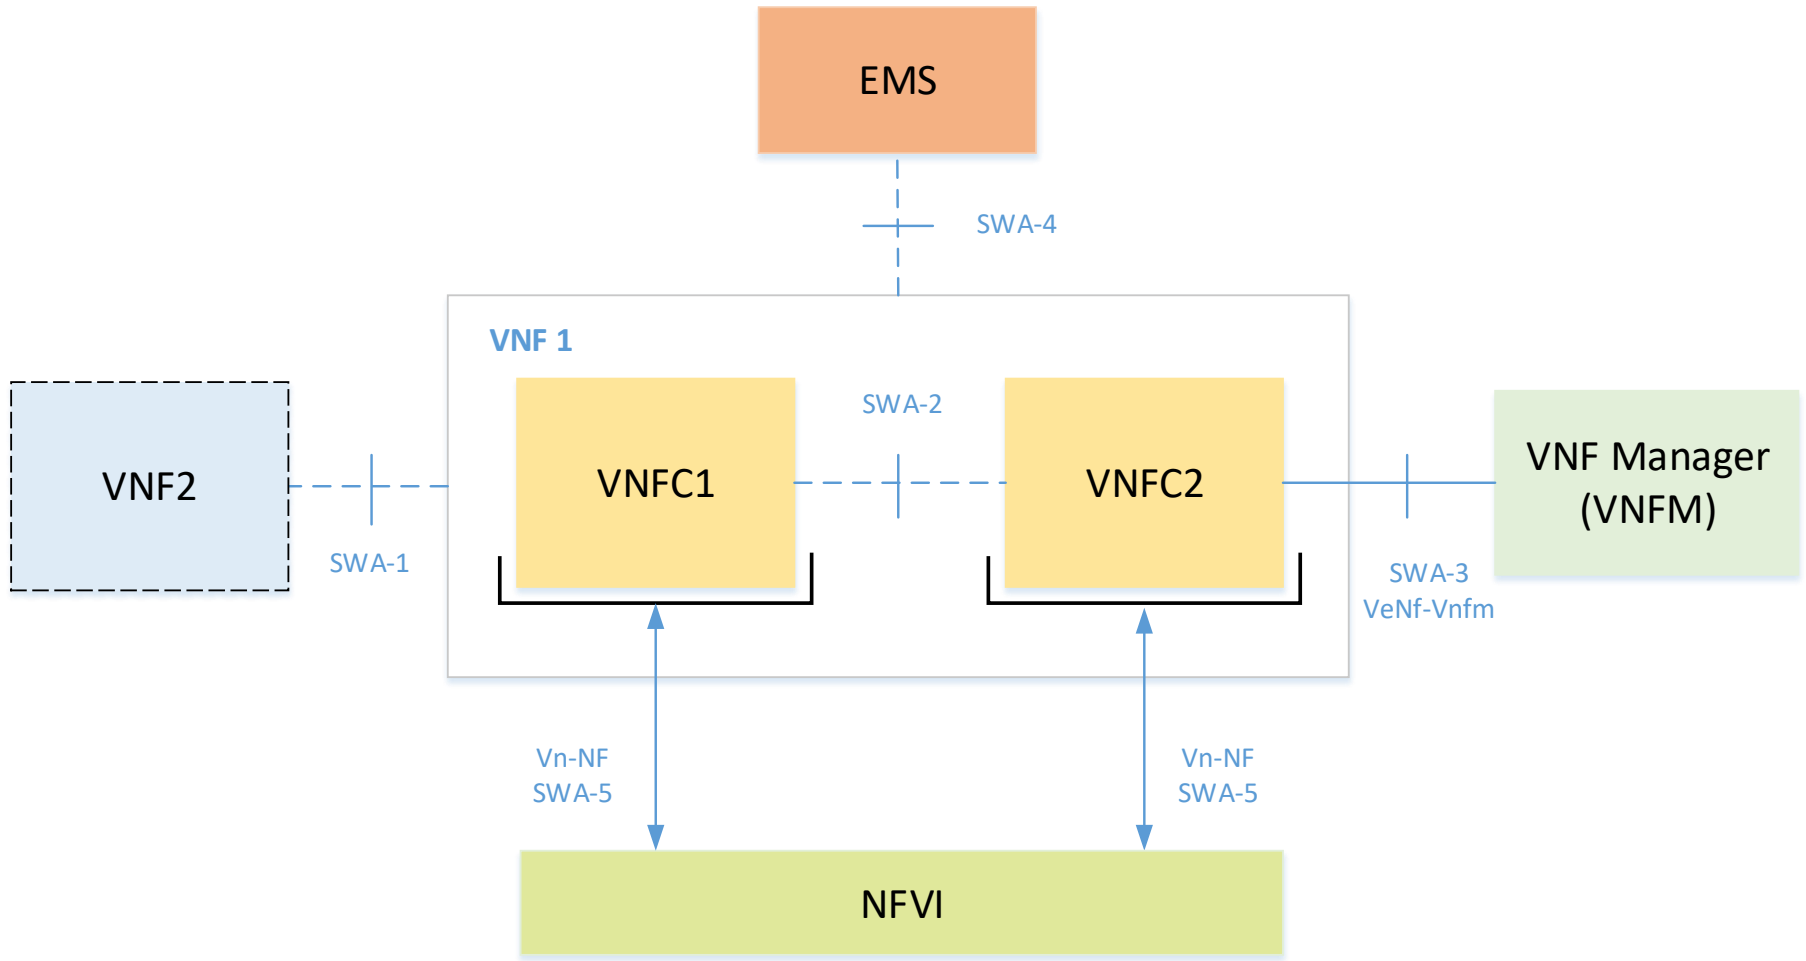 EMS
SWA-4
VNF 1
VNF2
SWA-1
VNFC1
SWA-2
VNFC2
VNF Manager
(VNFM)
SWA-3
VeNf-Vnfm
Vn-NF
SWA-5
Vn-NF
SWA-5
NFVI